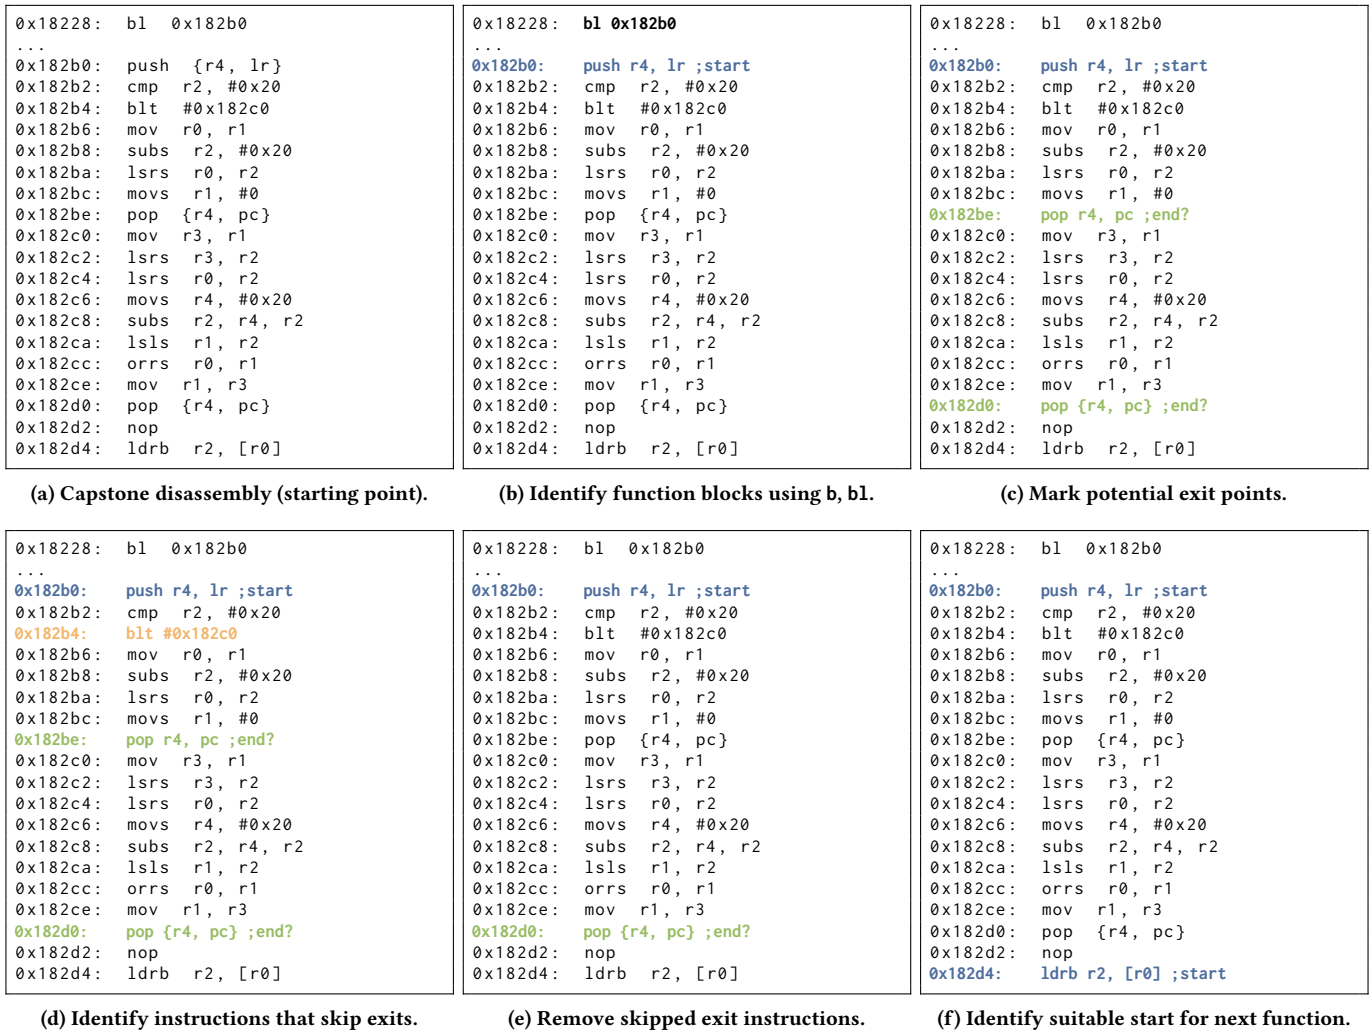 0x18228: bl 0x182b0
...
0x182b0: push {r4, lr}
0x182b2: cmp r2, #0x20
0x182b4: blt #0x182c0
0x182b6: mov r0, r1
0x182b8: subs r2, #0x20
0x182ba: lsrs r0, r2
0x182bc: movs r1, #0
0x182be: pop {r4, pc}
0x182c0: mov r3, r1
0x182c2: lsrs r3, r2
0x182c4: lsrs r0, r2
0x182c6: movs r4, #0x20
0x182c8: subs r2, r4, r2
0x182ca: lsls r1, r2
0x182cc: orrs r0, r1
0x182ce: mov r1, r3
0x182d0: pop {r4, pc}
0x182d2: nop
0x182d4: ldrb r2, [r0]
(a) Capstone disassembly (starting point).
0x18228: bl 0x182b0
...
0x182b0: push r4, lr ;start
0x182b2: cmp r2, #0x20
0x182b4: blt #0x182c0
0x182b6: mov r0, r1
0x182b8: subs r2, #0x20
0x182ba: lsrs r0, r2
0x182bc: movs r1, #0
0x182be: pop {r4, pc}
0x182c0: mov r3, r1
0x182c2: lsrs r3, r2
0x182c4: lsrs r0, r2
0x182c6: movs r4, #0x20
0x182c8: subs r2, r4, r2
0x182ca: lsls r1, r2
0x182cc: orrs r0, r1
0x182ce: mov r1, r3
0x182d0: pop {r4, pc}
0x182d2: nop
0x182d4: ldrb r2, [r0]
(b) Identify function blocks using b, bl.
0x18228: bl 0x182b0
...
0x182b0: push r4, lr ;start
0x182b2: cmp r2, #0x20
0x182b4: blt #0x182c0
0x182b6: mov r0, r1
0x182b8: subs r2, #0x20
0x182ba: lsrs r0, r2
0x182bc: movs r1, #0
0x182be: pop r4, pc ;end?
0x182c0: mov r3, r1
0x182c2: lsrs r3, r2
0x182c4: lsrs r0, r2
0x182c6: movs r4, #0x20
0x182c8: subs r2, r4, r2
0x182ca: lsls r1, r2
0x182cc: orrs r0, r1
0x182ce: mov r1, r3
0x182d0: pop {r4, pc} ;end?
0x182d2: nop
0x182d4: ldrb r2, [r0]
(c) Mark potential exit points.
0x18228: bl 0x182b0
...
0x182b0: push r4, lr ;start
0x182b2: cmp r2, #0x20
0x182b4: blt #0x182c0
0x182b6: mov r0, r1
0x182b8: subs r2, #0x20
0x182ba: lsrs r0, r2
0x182bc: movs r1, #0
0x182be: pop r4, pc ;end?
0x182c0: mov r3, r1
0x182c2: lsrs r3, r2
0x182c4: lsrs r0, r2
0x182c6: movs r4, #0x20
0x182c8: subs r2, r4, r2
0x182ca: lsls r1, r2
0x182cc: orrs r0, r1
0x182ce: mov r1, r3
0x182d0: pop {r4, pc} ;end?
0x182d2: nop
0x182d4: ldrb r2, [r0]
(d) Identify instructions that skip exits.
0x18228: bl 0x182b0
...
0x182b0: push r4, lr ;start
0x182b2: cmp r2, #0x20
0x182b4: blt #0x182c0
0x182b6: mov r0, r1
0x182b8: subs r2, #0x20
0x182ba: lsrs r0, r2
0x182bc: movs r1, #0
0x182be: pop {r4, pc}
0x182c0: mov r3, r1
0x182c2: lsrs r3, r2
0x182c4: lsrs r0, r2
0x182c6: movs r4, #0x20
0x182c8: subs r2, r4, r2
0x182ca: lsls r1, r2
0x182cc: orrs r0, r1
0x182ce: mov r1, r3
0x182d0: pop {r4, pc} ;end?
0x182d2: nop
0x182d4: ldrb r2, [r0]
(e) Remove skipped exit instructions.
0x18228: bl 0x182b0
...
0x182b0: push r4, lr ;start
0x182b2: cmp r2, #0x20
0x182b4: blt #0x182c0
0x182b6: mov r0, r1
0x182b8: subs r2, #0x20
0x182ba: lsrs r0, r2
0x182bc: movs r1, #0
0x182be: pop {r4, pc}
0x182c0: mov r3, r1
0x182c2: lsrs r3, r2
0x182c4: lsrs r0, r2
0x182c6: movs r4, #0x20
0x182c8: subs r2, r4, r2
0x182ca: lsls r1, r2
0x182cc: orrs r0, r1
0x182ce: mov r1, r3
0x182d0: pop {r4, pc}
0x182d2: nop
0x182d4: ldrb r2, [r0] ;start
(f) Identify suitable start for next function.